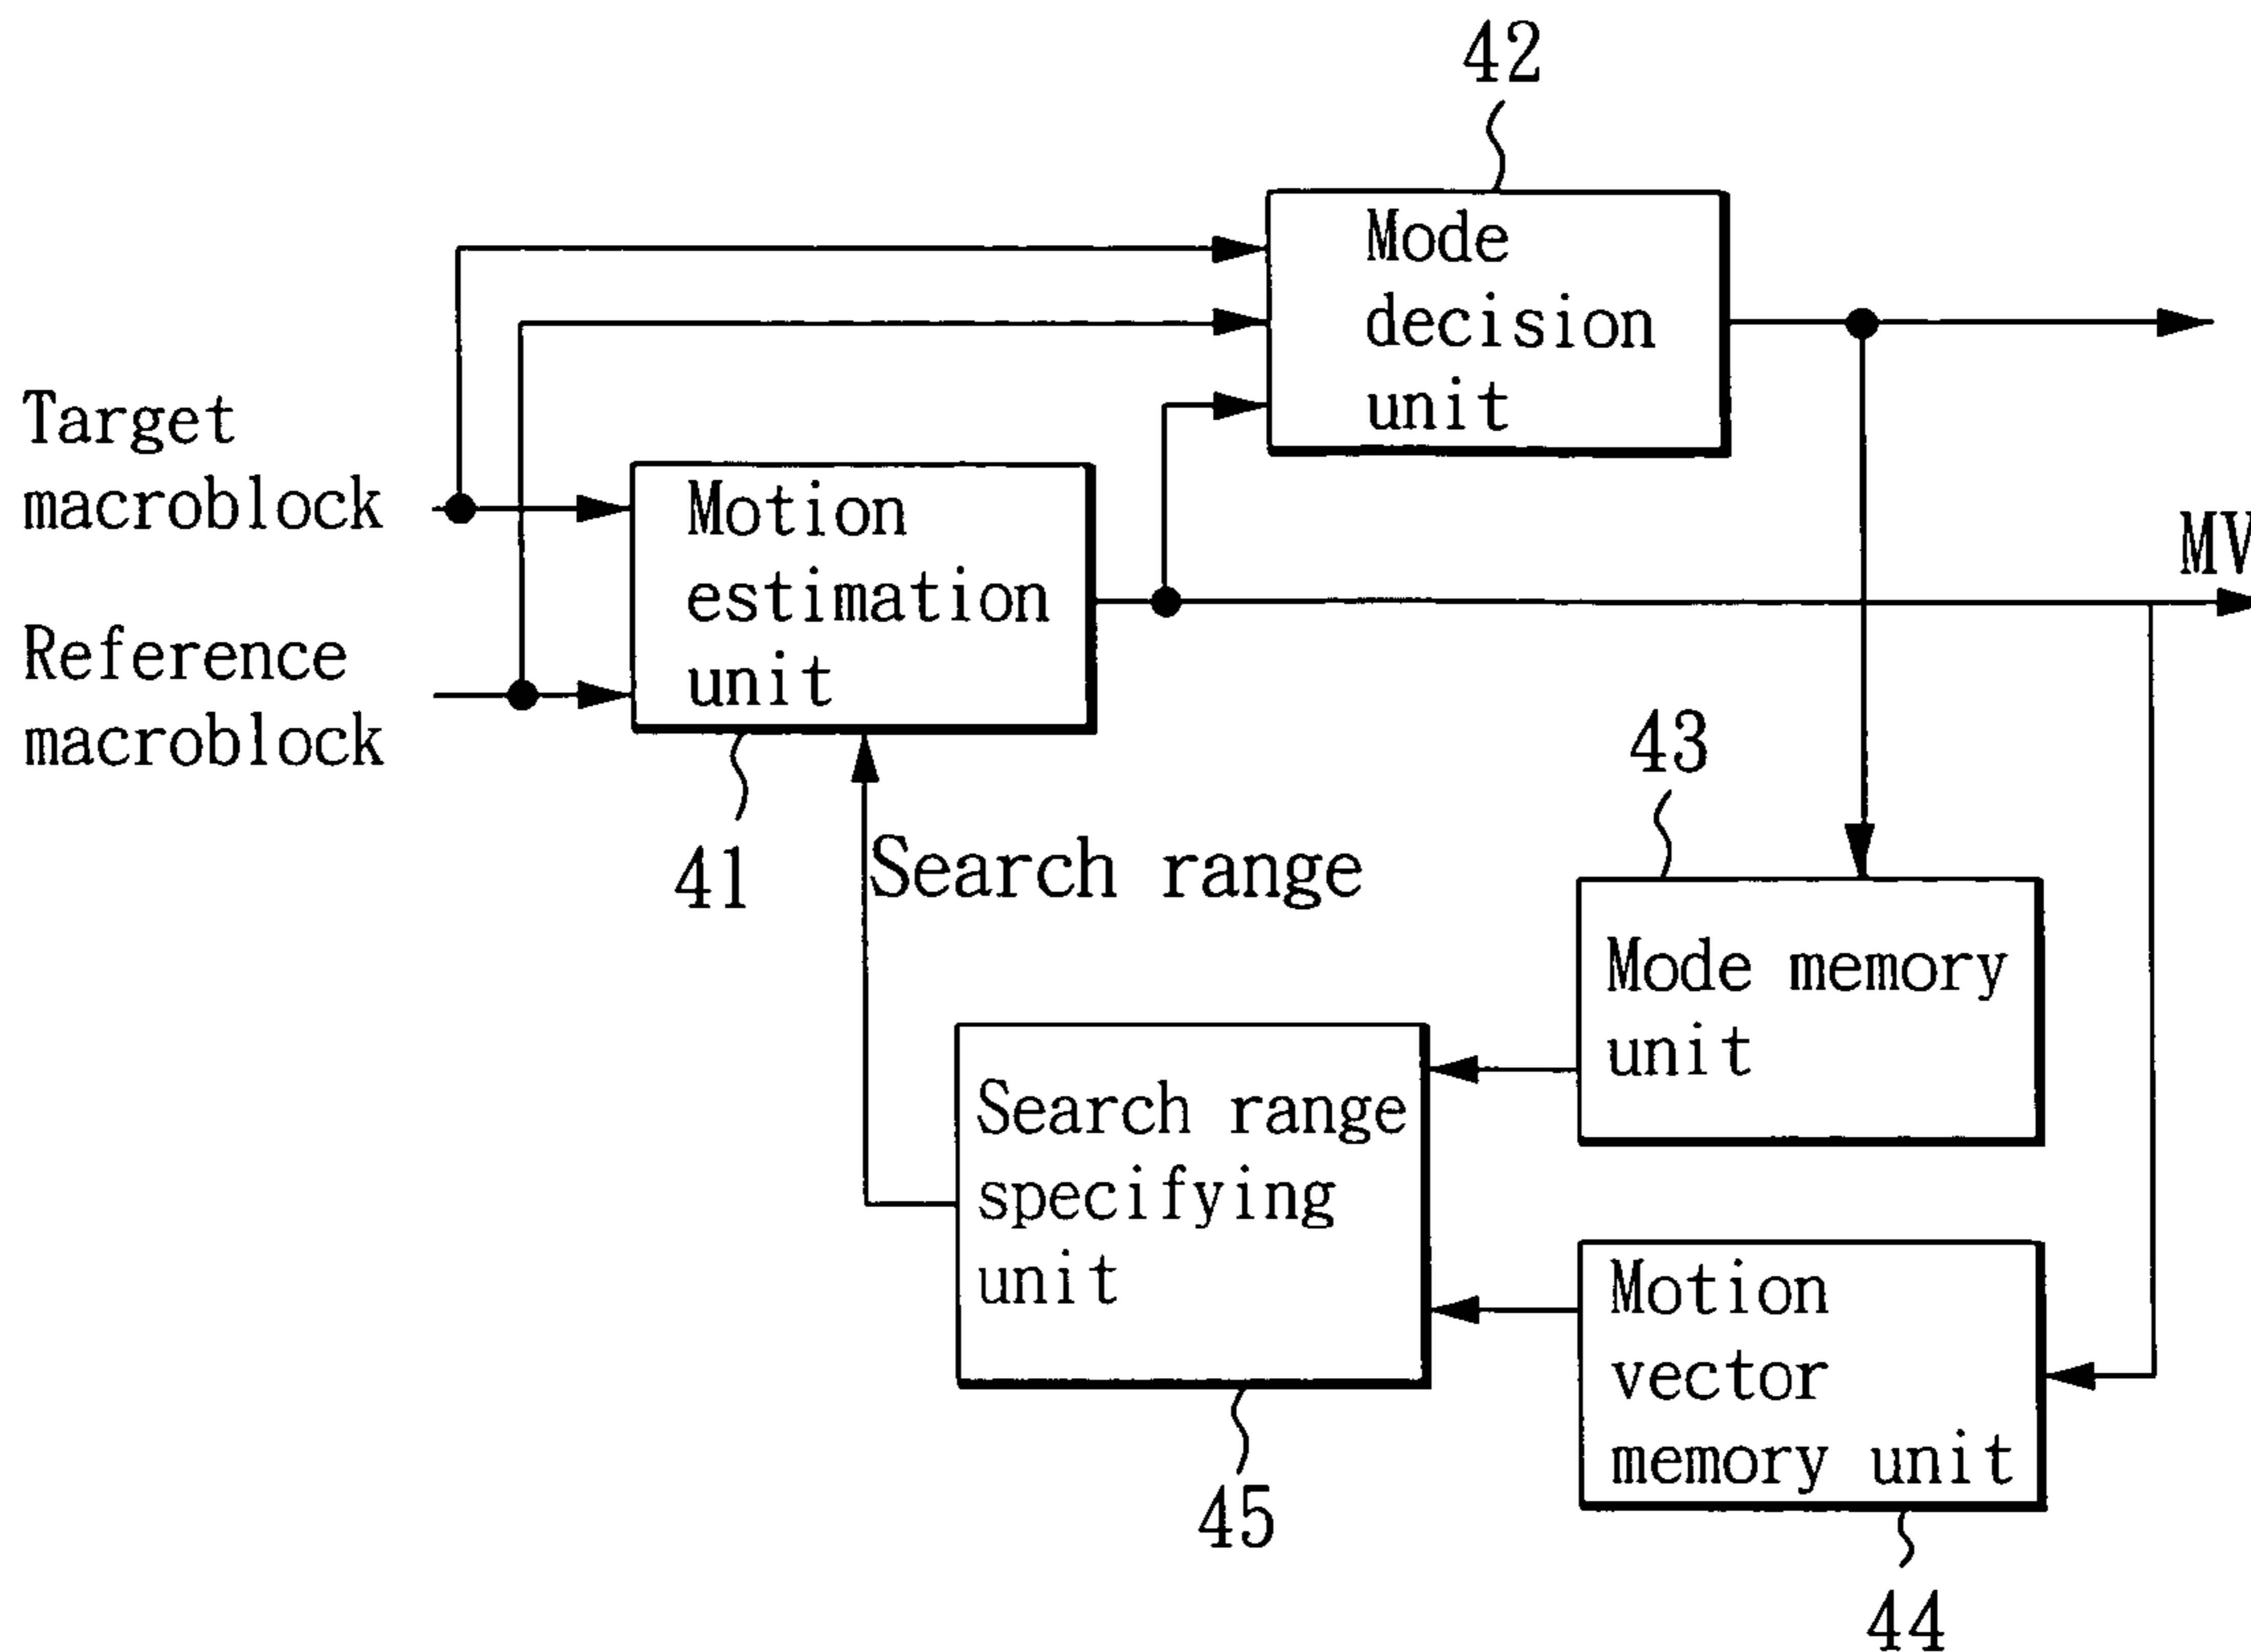 42
Mode
decision
unit
Target
macroblock
Motion
estimation
unit
MV
Reference
macroblock
41
Search range
43
Mode memory
unit
Search range
specifying
unit
Motion
vector
memory unit
45
44